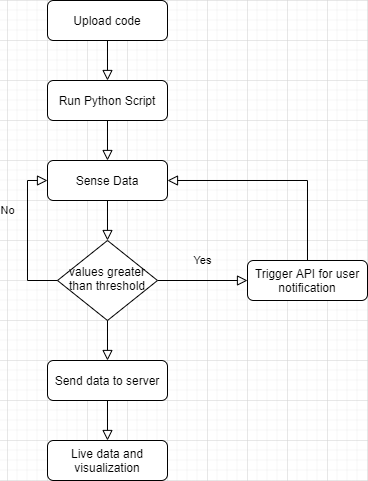 Upload code
Run Python Script
Sense Data
No
values greater
than threshold
Yes
Trigger API for user
notification
Send data to server
Live data and
visualization